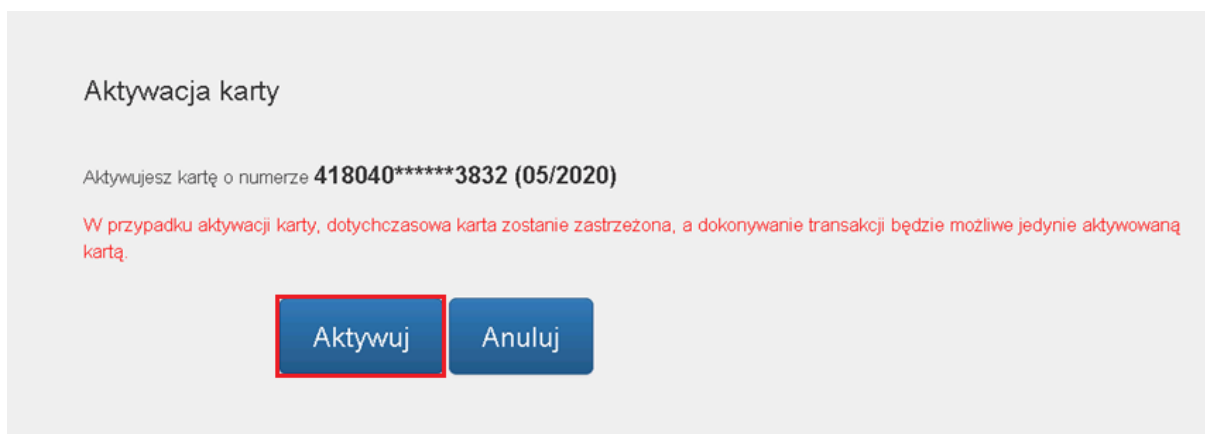 Aktywacja karty
Aktywujesz kartę o numerze 418040******3832 (05/2020)
W przypadku aktywacji karty, dotychczasowa karta zostanie zastrzeżona, a dokonywanie transakcji będzie możliwe jedynie aktywowaną
kartą.
Aktywuj Anuluj